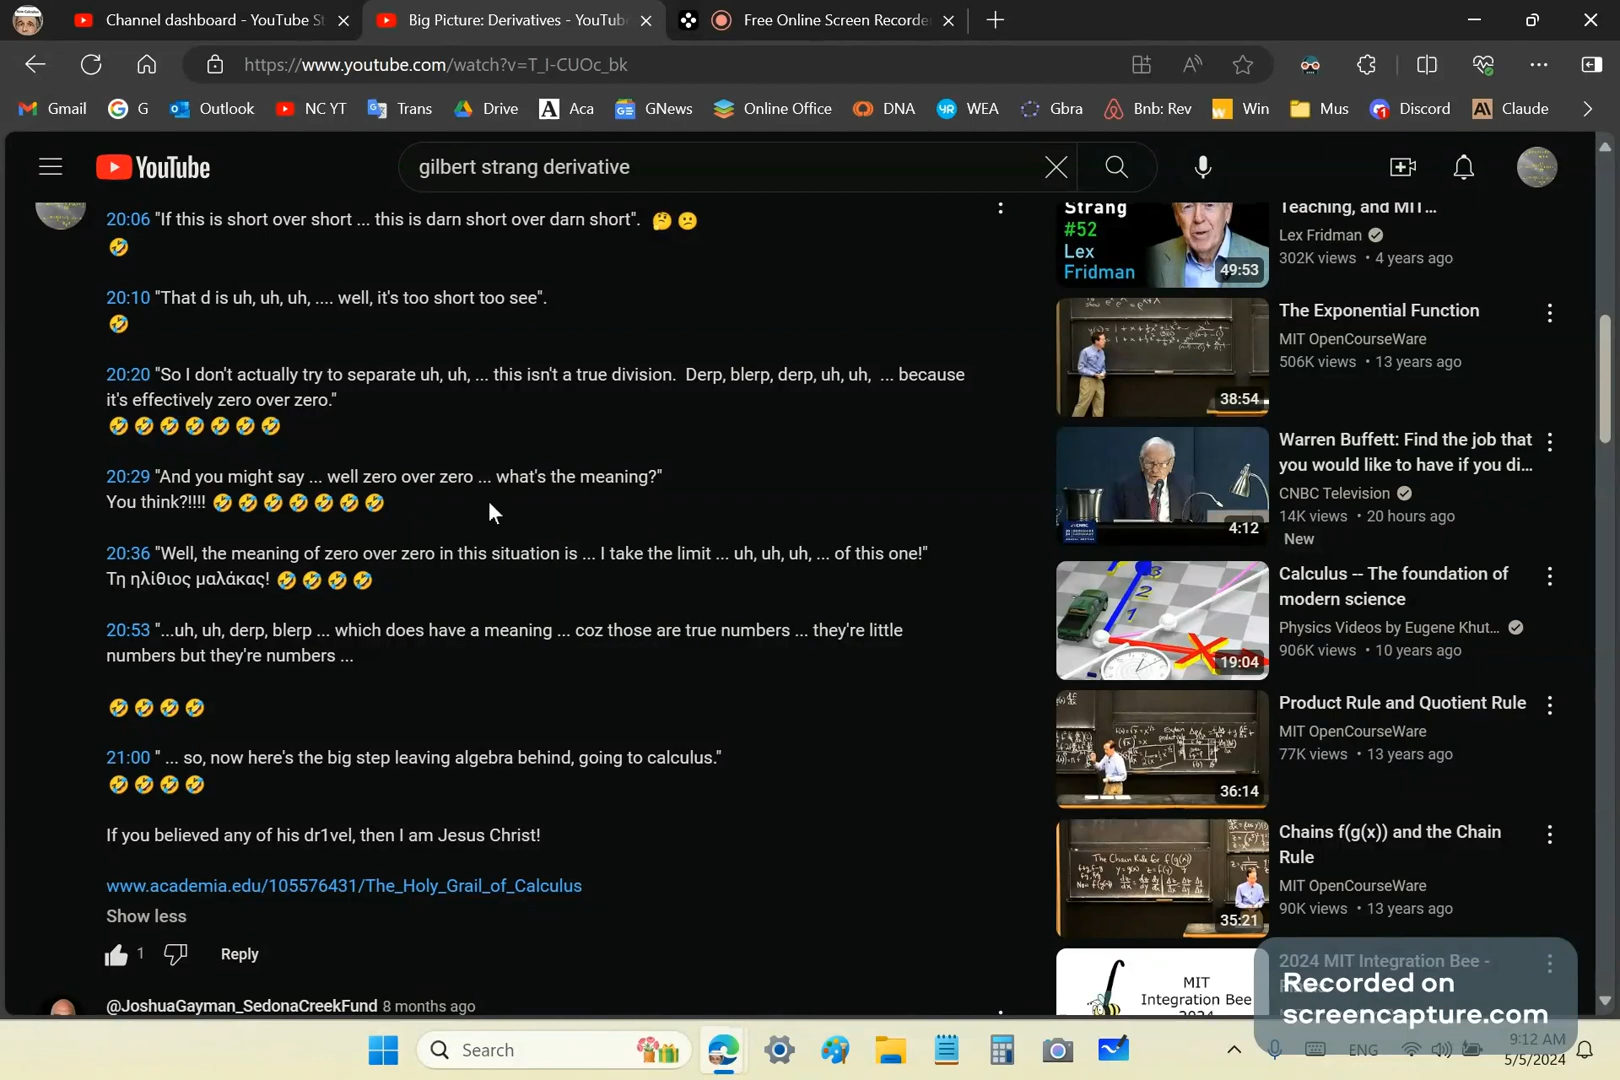 Channel dashboard - YouTube St
Big Picture: Derivatives - YouTub
Free Online Screen Recorde
https://www.youtube.com/watch?v=T_I-CUOc_bk
Gmail
G
Outlook
NC YT
Trans
Drive
Aca
GNews
Online Office
DNA
WEA
Gbra
Bnb: Rev
Win
Mus
Discord
Claude
YouTube
gilbert strang derivative
20:06 "If this is short over short ... this is darn short over darn short". 🤔 😕
🤣
20:10 "That d is uh, uh, uh, .... well, it's too short too see".
🤣
20:20 "So I don't actually try to separate uh, uh, ... this isn't a true division. Derp, blerp, derp, uh, uh, ... because
it's effectively zero over zero."
🤣 🤣 🤣 🤣 🤣 🤣 🤣
20:29 "And you might say ... well zero over zero ... what's the meaning?"
You think?!!!! 🤣 🤣 🤣 🤣 🤣 🤣 🤣
20:36 "Well, the meaning of zero over zero in this situation is ... I take the limit ... uh, uh, uh, ... of this one!"
Τη ηλίθιος μαλάκας! 🤣 🤣 🤣 🤣
20:53 "...uh, uh, derp, blerp ... which does have a meaning ... coz those are true numbers ... they're little
numbers but they're numbers ...
🤣 🤣 🤣 🤣
21:00 " ... so, now here's the big step leaving algebra behind, going to calculus."
🤣 🤣 🤣 🤣
If you believed any of his dr1vel, then I am Jesus Christ!
www.academia.edu/105576431/The_Holy_Grail_of_Calculus
Show less
1
Reply
@JoshuaGayman_SedonaCreekFund 8 months ago
Strang
#52
Lex
Fridman
49:53
Teaching, and MIT...
Lex Fridman
302K views • 4 years ago
38:54
The Exponential Function
MIT OpenCourseWare
506K views • 13 years ago
4:12
Warren Buffett: Find the job that
you would like to have if you di...
CNBC Television
14K views • 20 hours ago
New
3
2
1
19:04
Calculus -- The foundation of
modern science
Physics Videos by Eugene Khut...
906K views • 10 years ago
36:14
Product Rule and Quotient Rule
MIT OpenCourseWare
77K views • 13 years ago
The Chain Rule for f(g(x))
35:21
Chains f(g(x)) and the Chain
Rule
MIT OpenCourseWare
90K views • 13 years ago
MIT
Integration Bee
2024
2024 MIT Integration Bee -
Recorded on
screencapture.com
Search
ENG
9:12 AM
5/5/2024